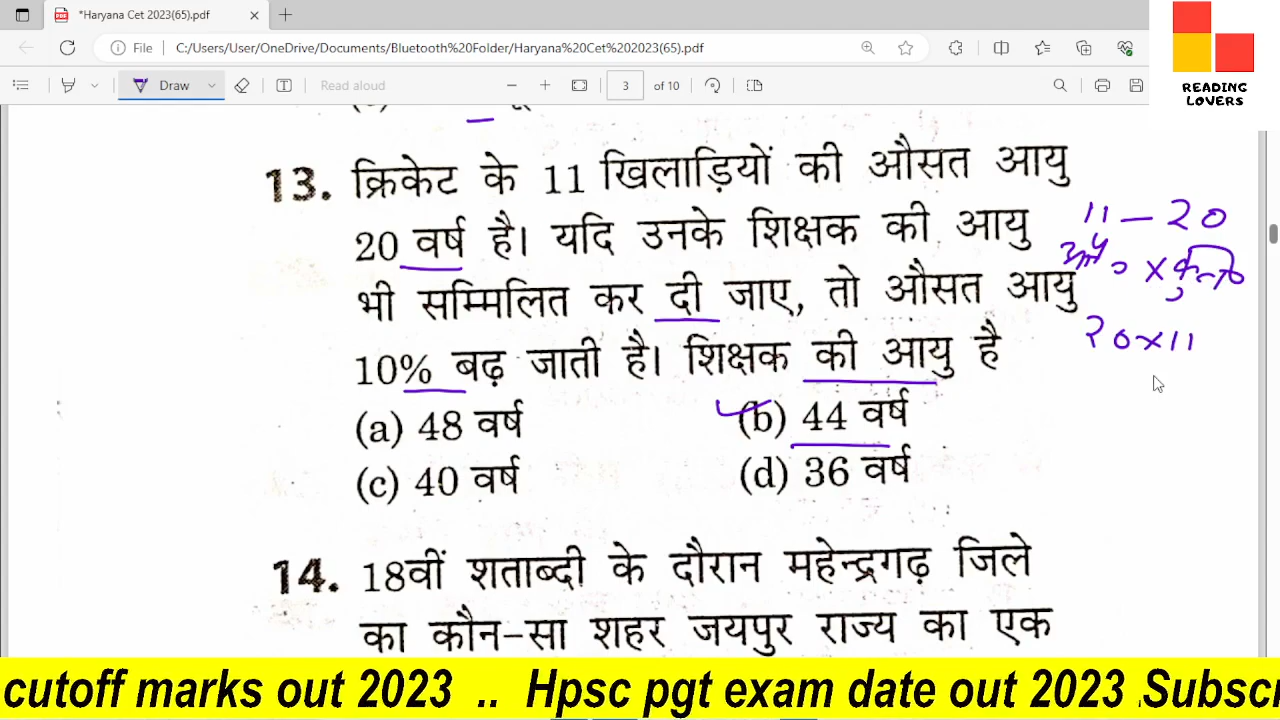 *Haryana Cet 2023(65).pdf
File C:/Users/User/OneDrive/Documents/Bluetooth%20Folder/Haryana%20Cet%202023(65).pdf
Draw Read aloud 3 of 10
READING
LOVERS
13. क्रिकेट के 11 खिलाड़ियों की औसत आयु
20 वर्ष है। यदि उनके शिक्षक की आयु
भी सम्मिलित कर दी जाए, तो औसत आयु
10% बढ़ जाती है। शिक्षक की आयु है
(a) 48 वर्ष (b) 44 वर्ष
(c) 40 वर्ष (d) 36 वर्ष
11 — 20
20×11
14. 18वीं शताब्दी के दौरान महेन्द्रगढ़ जिले
का कौन-सा शहर जयपुर राज्य का एक
cutoff marks out 2023 .. Hpsc pgt exam date out 2023 .Subscr